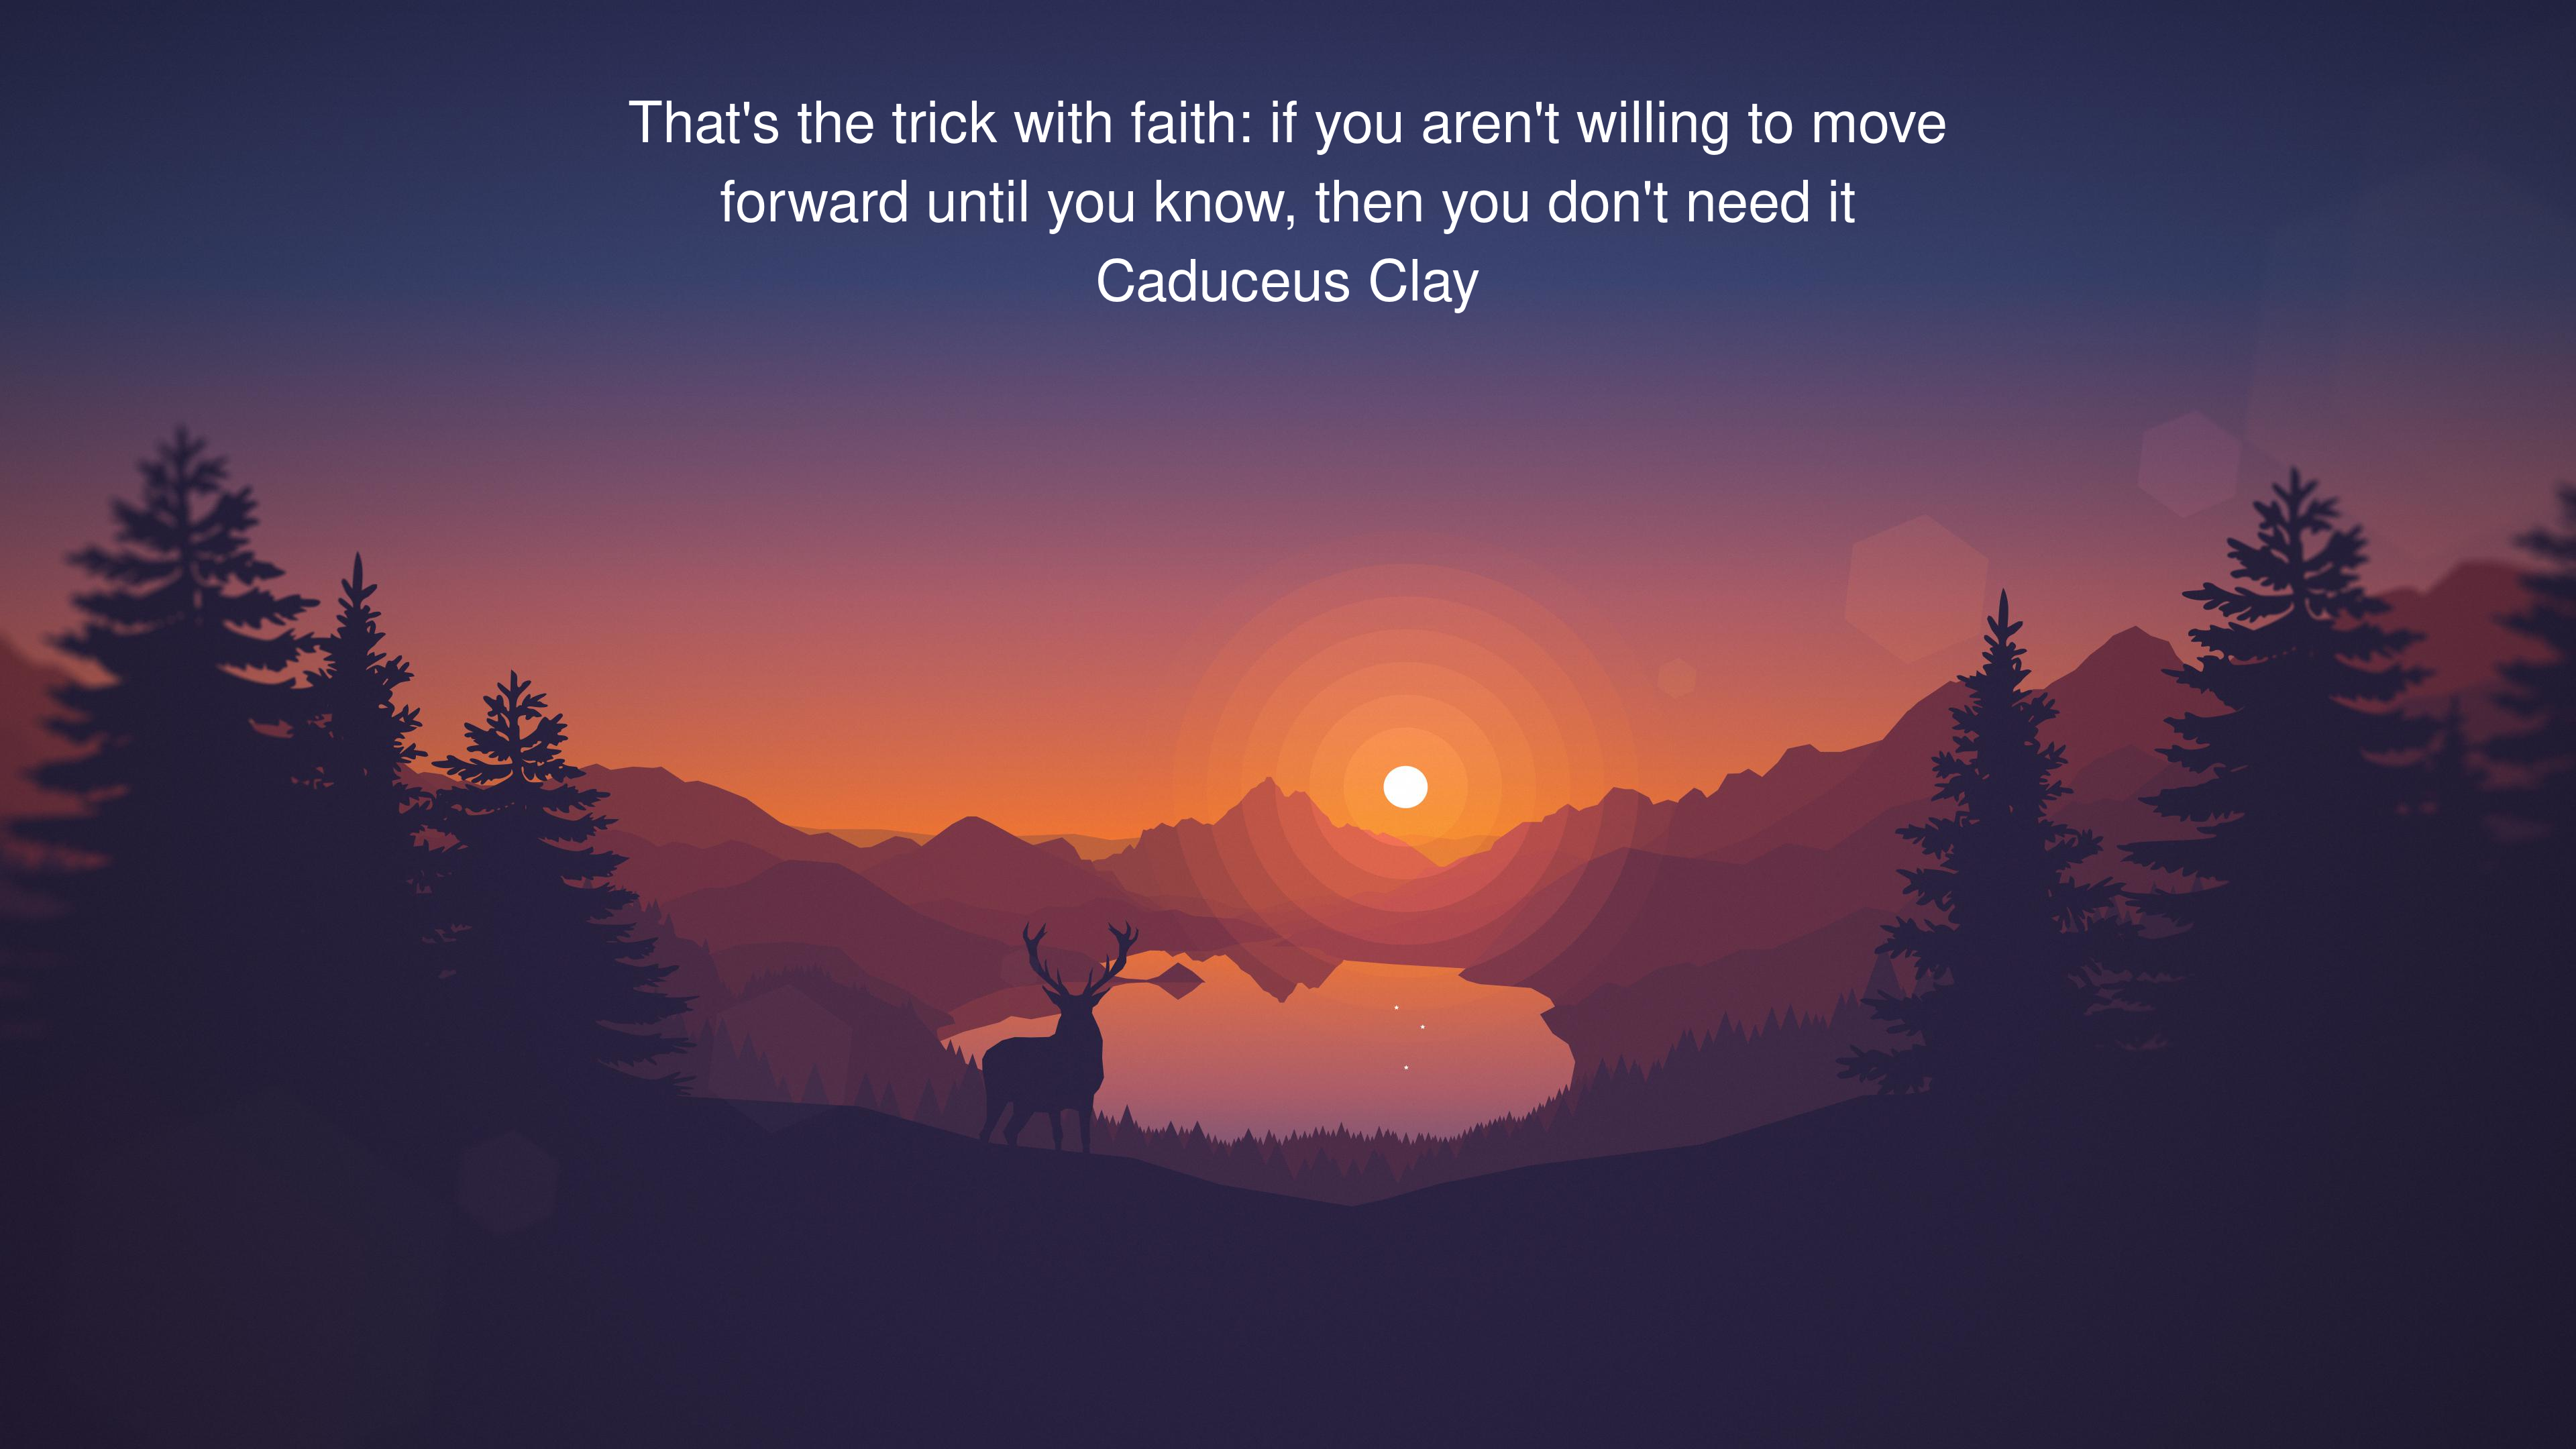 That's the trick with faith: if you aren't willing to move
forward until you know, then you don't need it
Caduceus Clay